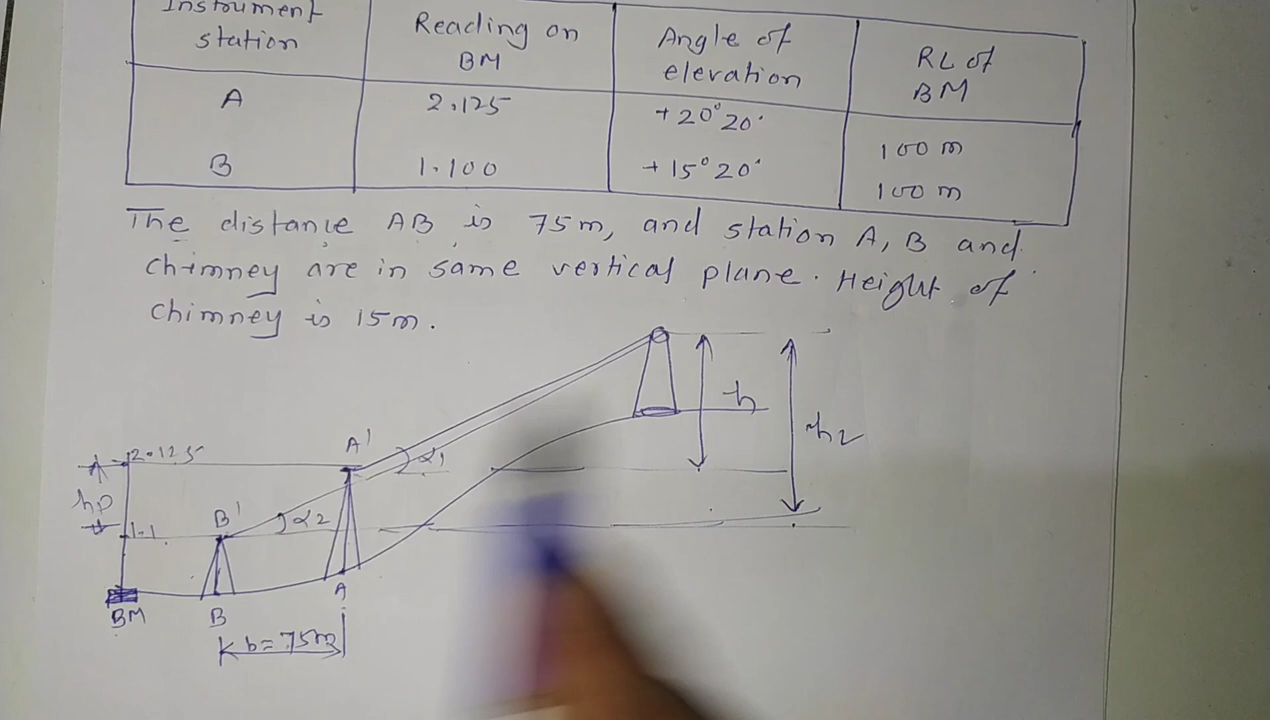 Instrument station
Reading on BM
Angle of elevation
RL of BM
A
2.125
+20°20'
100 m
B
1.100
+15°20'
100 m
The distance AB is 75m, and station A, B and
chimney are in same vertical plane. Height of
chimney is 15m.
A'
2.125
α1
h
h2
hp
B'
α2
1.1
BM
B
A
b=75m